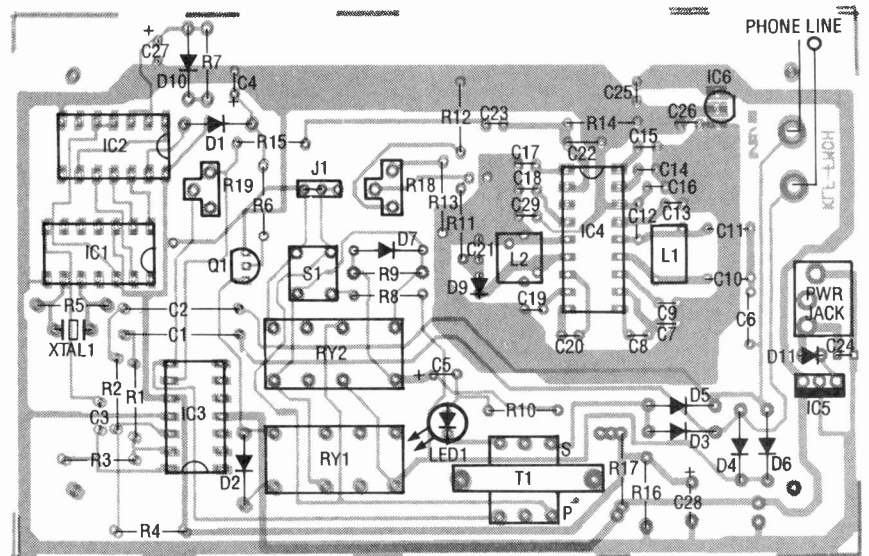 PHONE LINE
C27
D10
R7
C4
IC6
C25
R12
C23
R14
C26
IC2
D1
R15
C22
C15
C17
C14
R19
J1
R18
C18
C16
R13
R6
C29
IC4
C12
C13
R11
C11
IC1
Q1
S1
D7
C21
L2
L1
R9
D9
C10
PWR
JACK
R5
R8
C19
C9
C6
C2
C7
XTAL1
C1
RY2
C20
C8
D11
C24
R2
R1
C5
IC5
IC3
D5
C3
R10
D3
LED1
S
R3
D2
RY1
T1
R17
D4
D6
R16
C28
P
R4